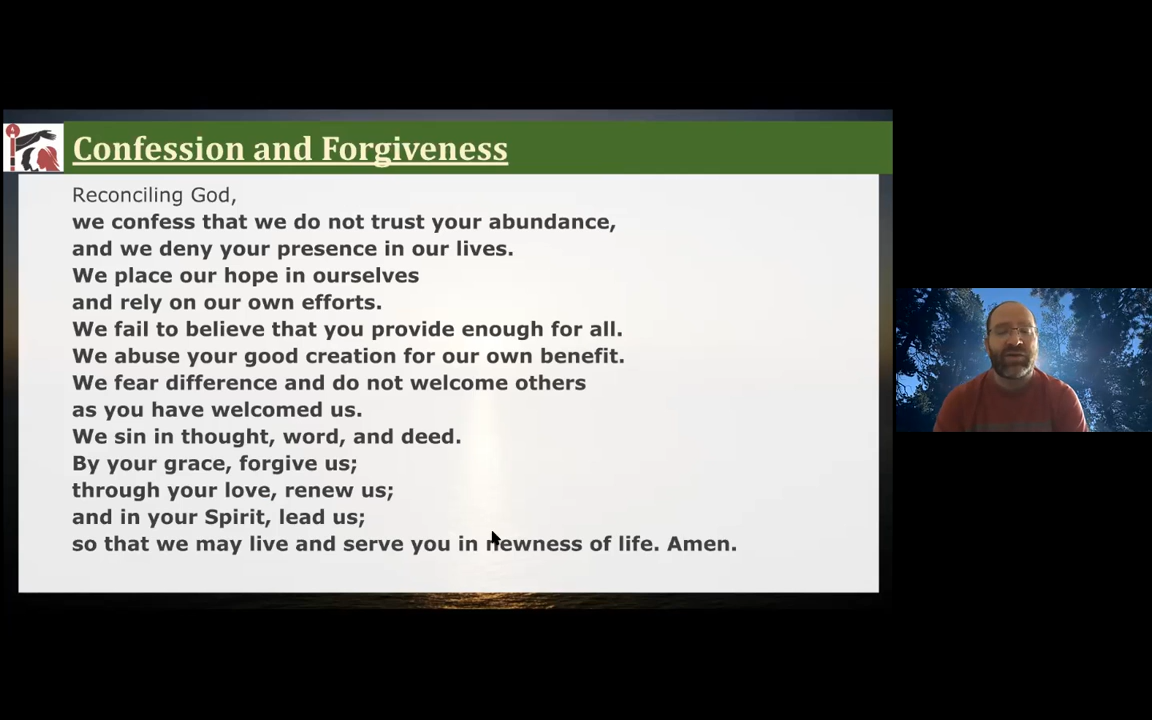 Confession and Forgiveness
Reconciling God,
we confess that we do not trust your abundance,
and we deny your presence in our lives.
We place our hope in ourselves
and rely on our own efforts.
We fail to believe that you provide enough for all.
We abuse your good creation for our own benefit.
We fear difference and do not welcome others
as you have welcomed us.
We sin in thought, word, and deed.
By your grace, forgive us;
through your love, renew us;
and in your Spirit, lead us;
so that we may live and serve you in newness of life. Amen.